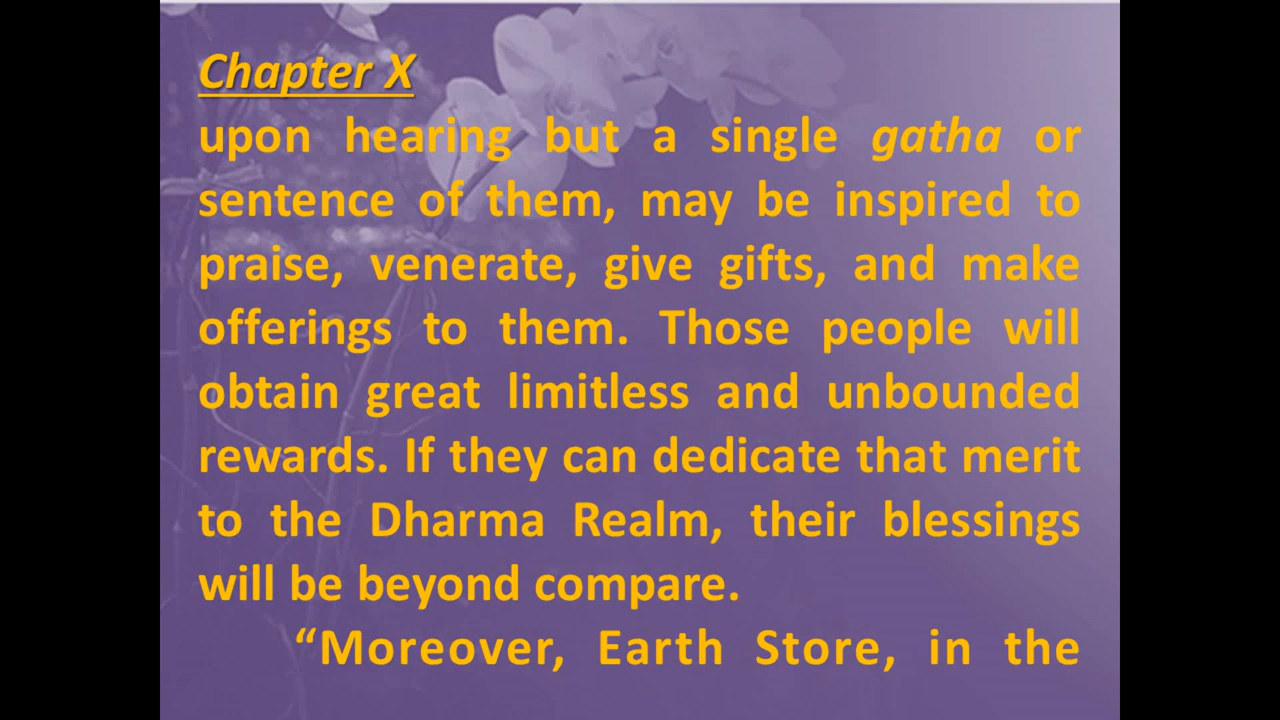 Chapter X
upon hearing but a single gatha or
sentence of them, may be inspired to
praise, venerate, give gifts, and make
offerings to them. Those people will
obtain great limitless and unbounded
rewards. If they can dedicate that merit
to the Dharma Realm, their blessings
will be beyond compare.
“Moreover, Earth Store, in the